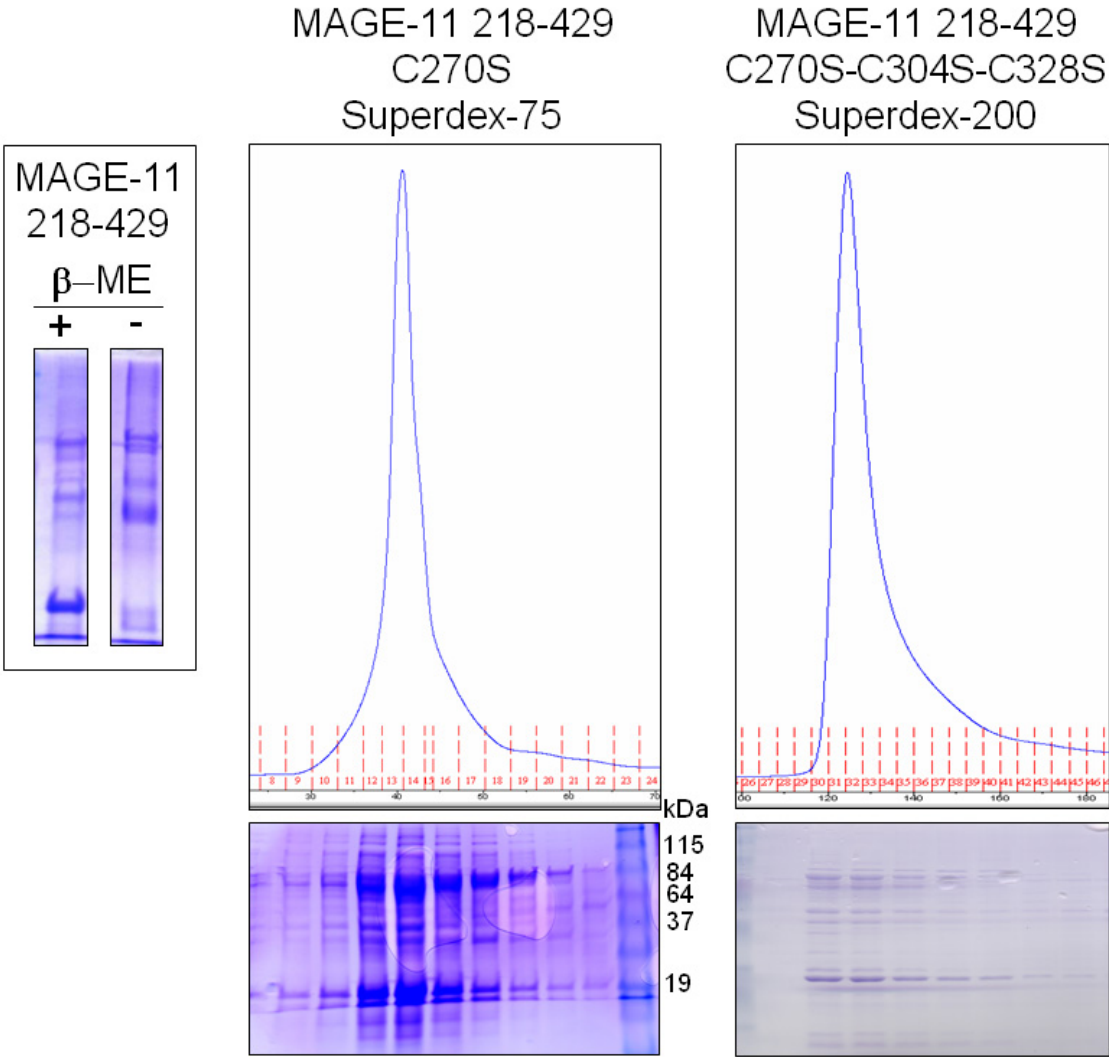 MAGE-11 218-429
C270S
Superdex-75
MAGE-11 218-429
C270S-C304S-C328S
Superdex-200
MAGE-11
218-429
β–ME
+ -
8 9 10 11 12 13 14 15 16 17 18 19 20 21 22 23 24
30 40 50 60 70
26 27 28 29 30 31 32 33 34 35 36 37 38 39 40 41 42 43 44 45 46
120 140 160 180
kDa
115
84
64
37
19